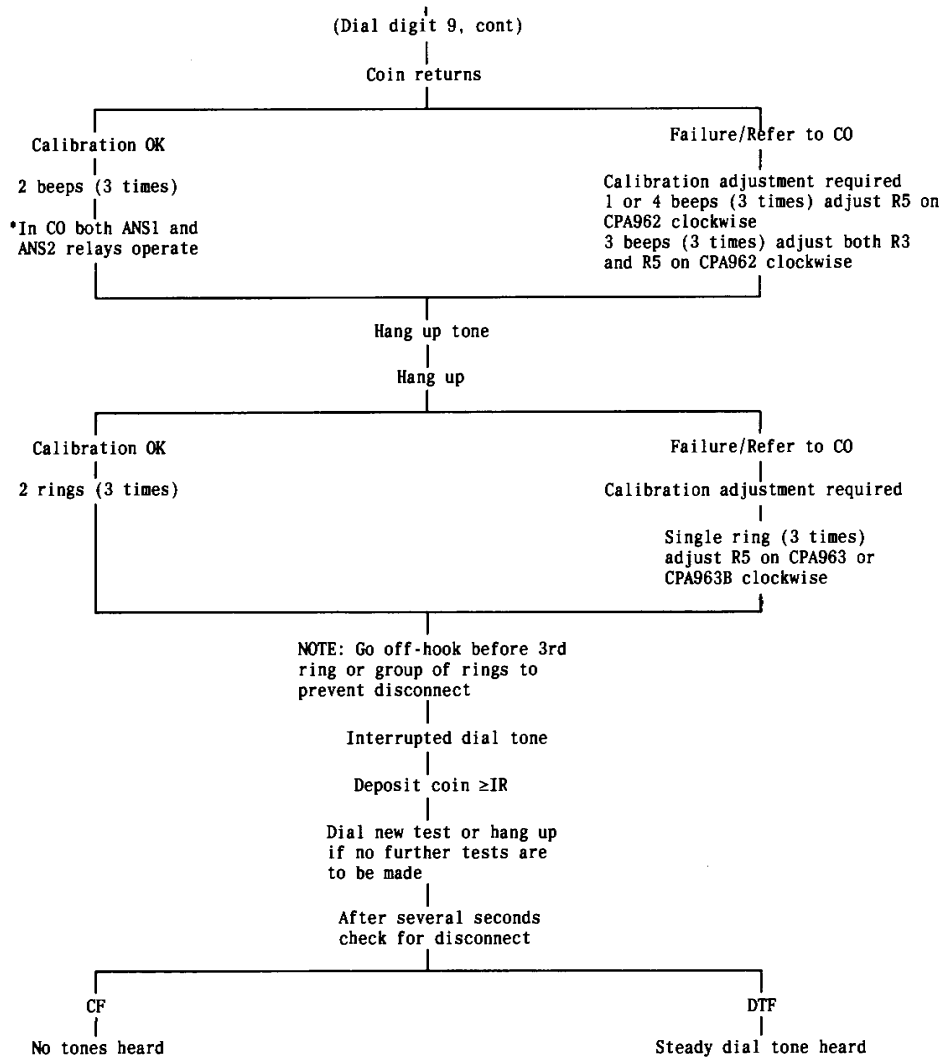 (Dial digit 9, cont)
Coin returns
Calibration OK
2 beeps (3 times)
*In CO both ANS1 and
ANS2 relays operate
Failure/Refer to CO
Calibration adjustment required
1 or 4 beeps (3 times) adjust R5 on
CPA962 clockwise
3 beeps (3 times) adjust both R3
and R5 on CPA962 clockwise
Hang up tone
Hang up
Calibration OK
2 rings (3 times)
Failure/Refer to CO
Calibration adjustment required
Single ring (3 times)
adjust R5 on CPA963 or
CPA963B clockwise
NOTE: Go off-hook before 3rd
ring or group of rings to
prevent disconnect
Interrupted dial tone
Deposit coin ≥IR
Dial new test or hang up
if no further tests are
to be made
After several seconds
check for disconnect
CF
No tones heard
DTF
Steady dial tone heard